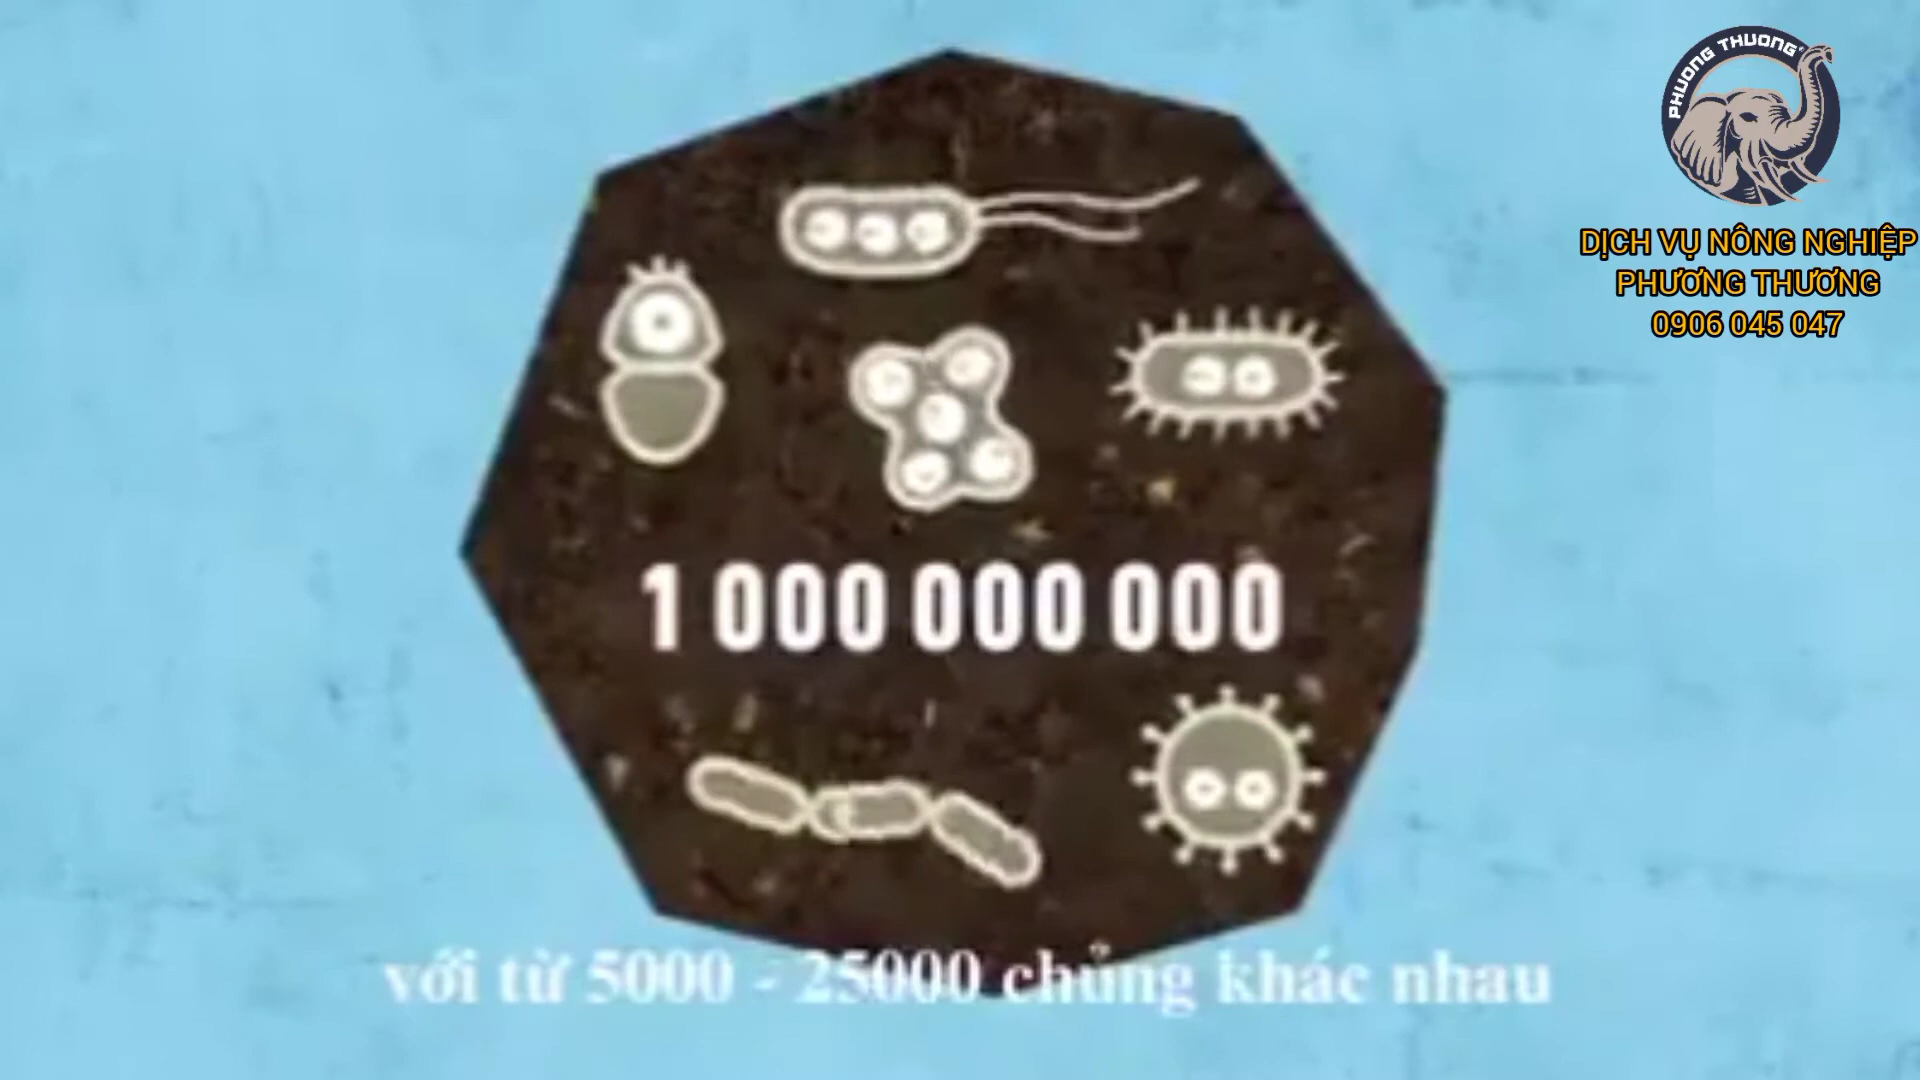 PHUONG THUONG
DỊCH VỤ NÔNG NGHIỆP
PHƯƠNG THƯƠNG
0906 045 047
1 000 000 000
với từ 5000 - 25000 chủng khác nhau